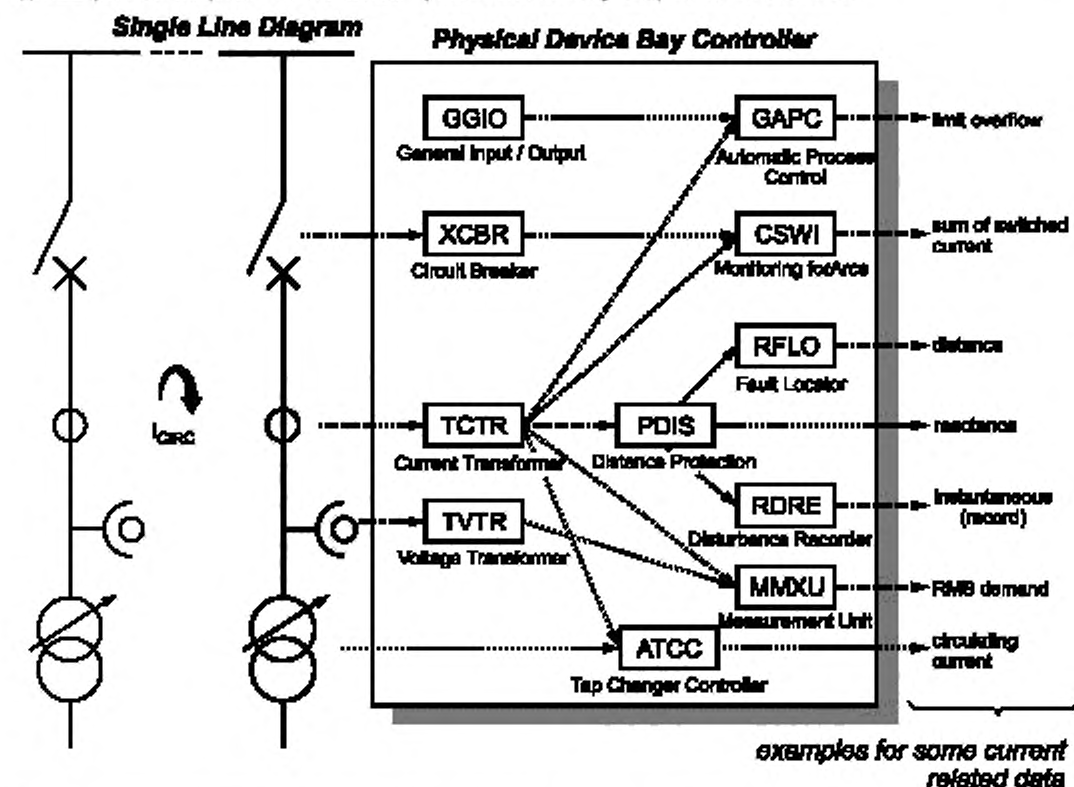 Single Line Diagram
Physical Device Bay Controller
GGIO
General Input / Output
GAPC
Automatic Process
Control
limit overflow
XCBR
Circuit Breaker
CSWI
Monitoring for Arcs
sum of switched
current
RFLO
Fault Locator
distance
ICIRC
TCTR
Current Transformer
PDIS
Distance Protection
reactance
RDRE
Disturbance Recorder
instantaneous
(record)
TVTR
Voltage Transformer
MMXU
Measurement Unit
RMS demand
ATCC
Tap Changer Controller
circulating
current
examples for some current
related data